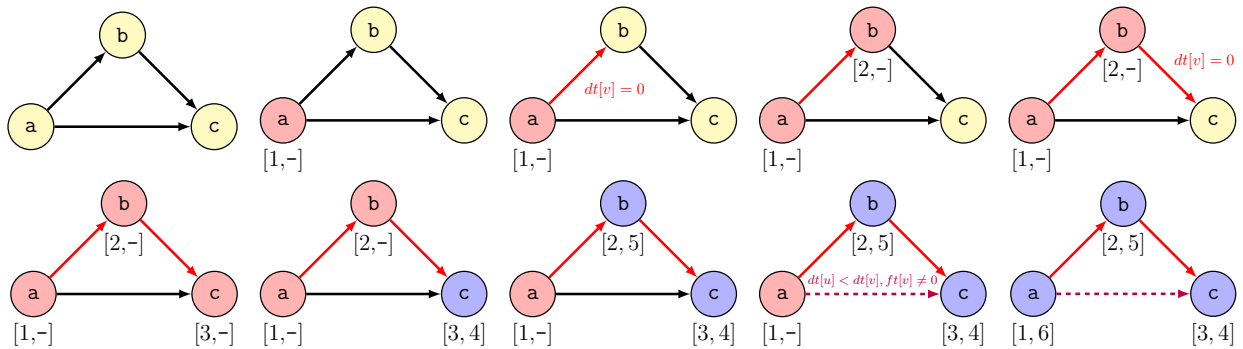 b
a
c
b
a
c
[1,-]
b
dt[v] = 0
a
c
[1,-]
b
[2,-]
a
c
[1,-]
b
[2,-]
dt[v] = 0
a
c
[1,-]
b
[2,-]
a
c
[1,-]
[3,-]
b
[2,-]
a
c
[1,-]
[3, 4]
b
[2, 5]
a
c
[1,-]
[3, 4]
b
[2, 5]
dt[u] < dt[v], ft[v] ≠ 0
a
c
[1,-]
[3, 4]
b
[2, 5]
a
c
[1, 6]
[3, 4]